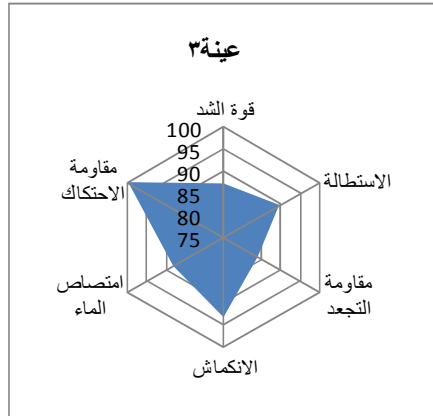 عينة٣
قوة الشد
100
95
90
85
80
75
الاستطالة
مقاومة
التجعد
الانكماش
امتصاص
الماء
مقاومة
الاحتكاك